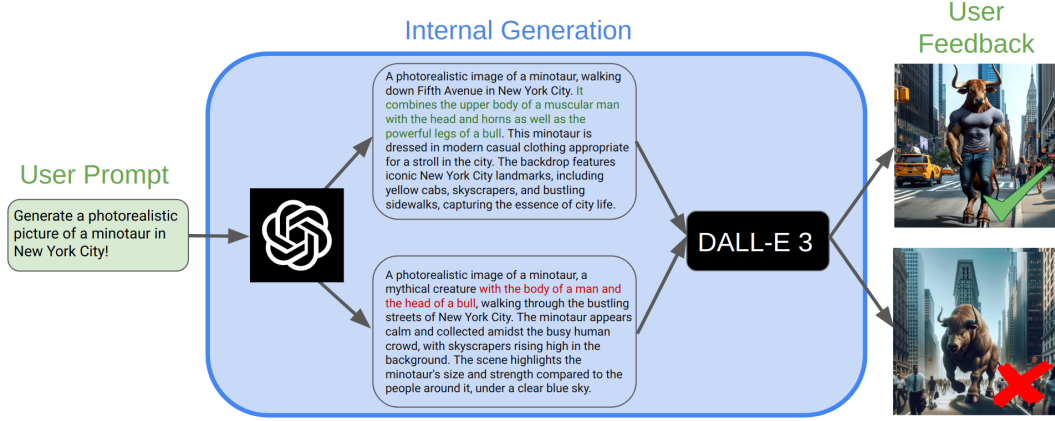 Internal Generation
User
Feedback
User Prompt
Generate a photorealistic
picture of a minotaur in
New York City!
A photorealistic image of a minotaur, walking
down Fifth Avenue in New York City. It
combines the upper body of a muscular man
with the head and horns as well as the
powerful legs of a bull. This minotaur is
dressed in modern casual clothing appropriate
for a stroll in the city. The backdrop features
iconic New York City landmarks, including
yellow cabs, skyscrapers, and bustling
sidewalks, capturing the essence of city life.
A photorealistic image of a minotaur, a
mythical creature with the body of a man and
the head of a bull, walking through the bustling
streets of New York City. The minotaur appears
calm and collected amidst the busy human
crowd, with skyscrapers rising high in the
background. The scene highlights the
minotaur's size and strength compared to the
people around it, under a clear blue sky.
DALL-E 3